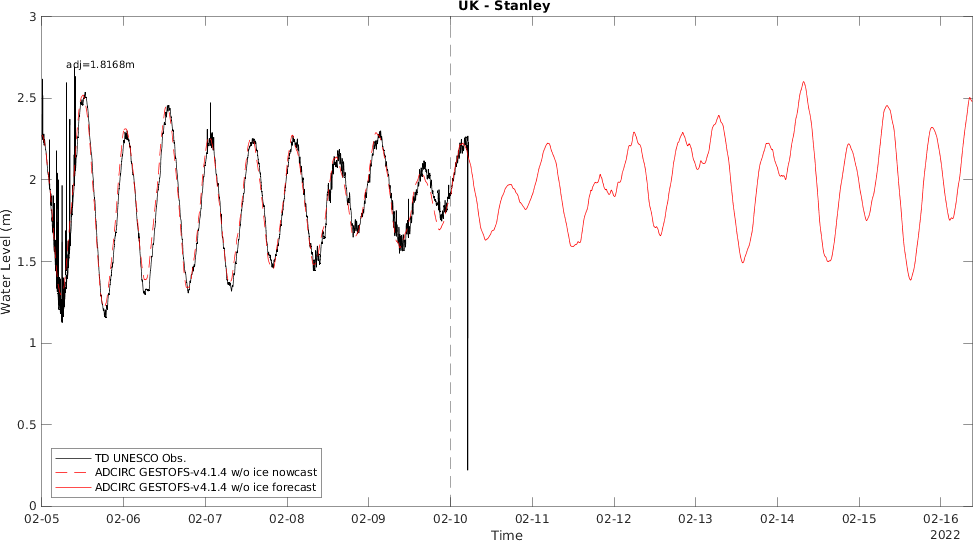 UK - Stanley
3
adj=1.8168m
2.5
2
1.5
1
0.5
0
Water Level (m)
TD UNESCO Obs.
ADCIRC GESTOFS-v4.1.4 w/o ice nowcast
ADCIRC GESTOFS-v4.1.4 w/o ice forecast
02-05 02-06 02-07 02-08 02-09 02-10 02-11 02-12 02-13 02-14 02-15 02-16
Time
2022